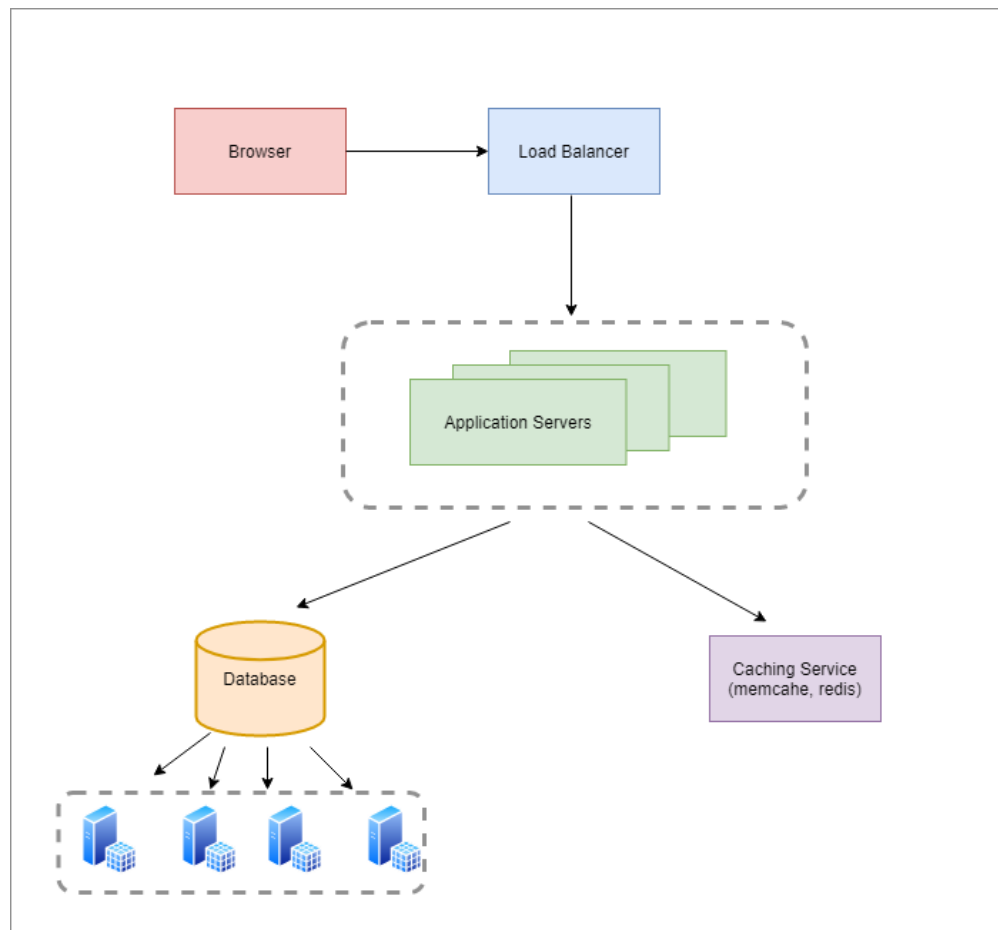 Browser
Load Balancer
Application Servers
Database
Caching Service
(memcahe, redis)